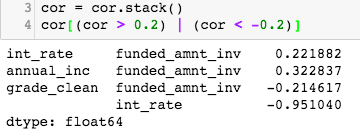 3 cor = cor.stack()
4 cor[(cor > 0.2) | (cor < -0.2)]
int_rate funded_amnt_inv 0.221882
annual_inc funded_amnt_inv 0.322837
grade_clean funded_amnt_inv -0.214617
int_rate -0.951040
dtype: float64